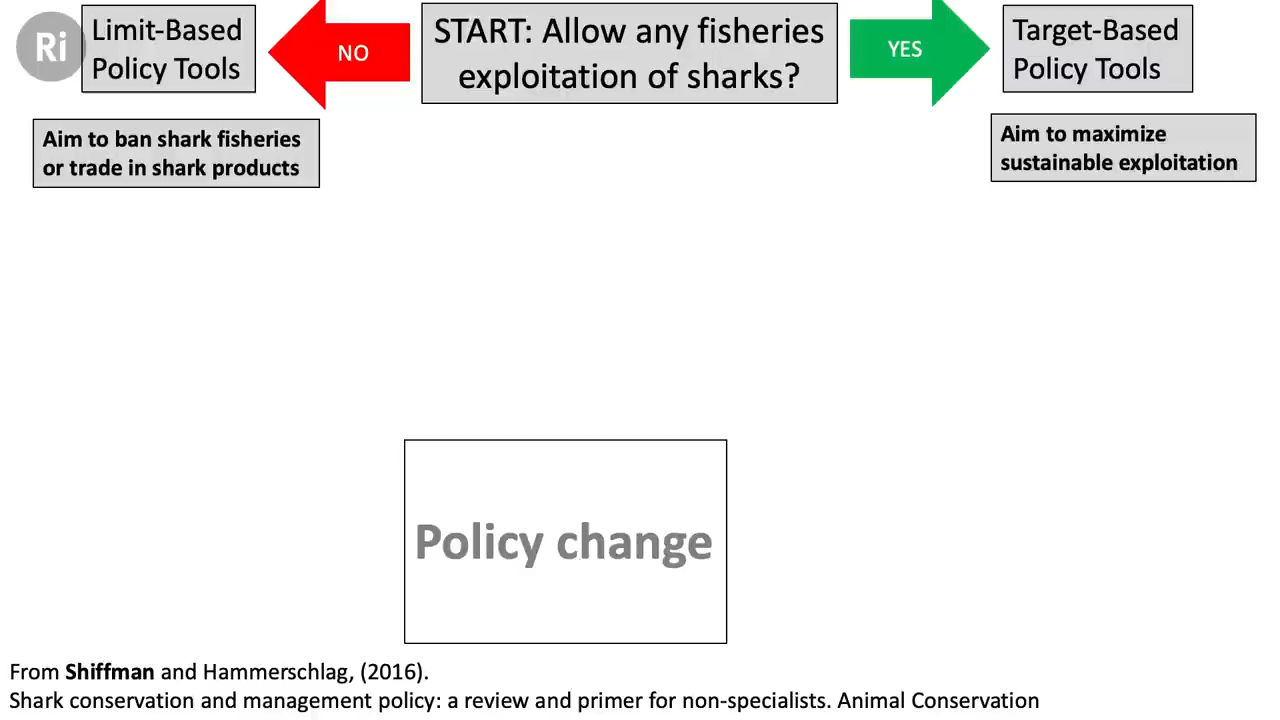 Ri
Limit-Based
Policy Tools
NO
START: Allow any fisheries
exploitation of sharks?
YES
Target-Based
Policy Tools
Aim to ban shark fisheries
or trade in shark products
Aim to maximize
sustainable exploitation
Policy change
From Shiffman and Hammerschlag, (2016).
Shark conservation and management policy: a review and primer for non-specialists. Animal Conservation